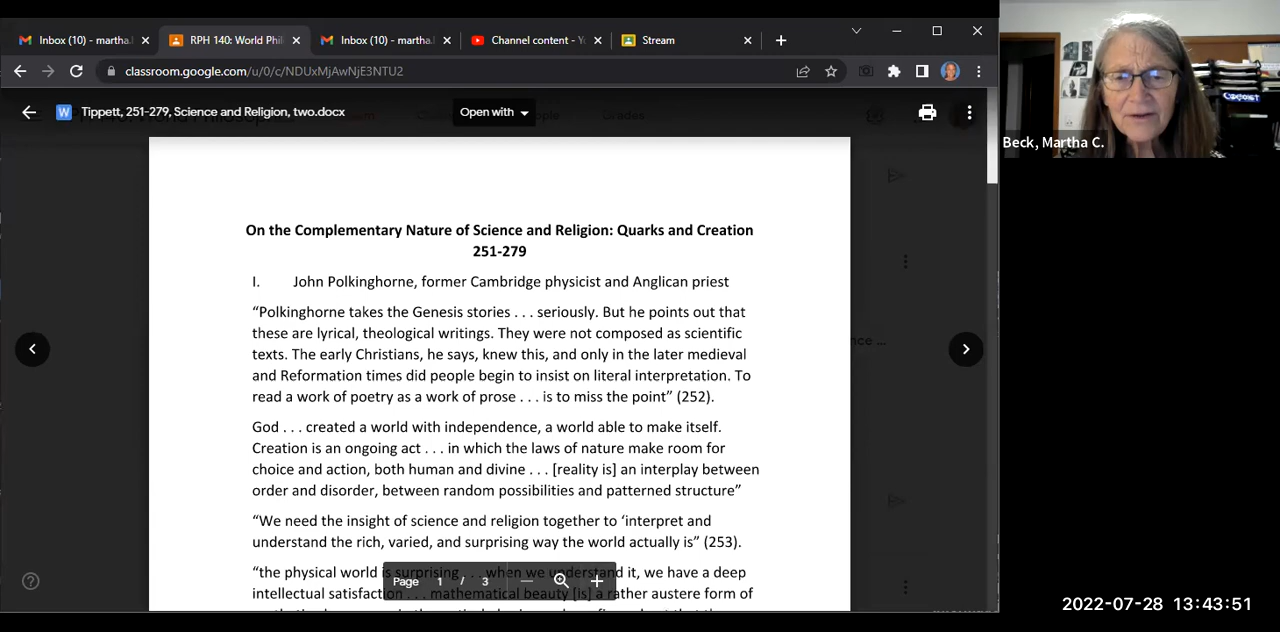 Inbox (10) - martha.
RPH 140: World Phil
Inbox (10) - martha.
Channel content - Yo
Stream
classroom.google.com/u/0/c/NDUxMjAwNjE3NTU2
Tippett, 251-279, Science and Religion, two.docx
Open with
Grades
Beck, Martha C.
On the Complementary Nature of Science and Religion: Quarks and Creation
251-279
I. John Polkinghorne, former Cambridge physicist and Anglican priest
“Polkinghorne takes the Genesis stories . . . seriously. But he points out that
these are lyrical, theological writings. They were not composed as scientific
texts. The early Christians, he says, knew this, and only in the later medieval
and Reformation times did people begin to insist on literal interpretation. To
read a work of poetry as a work of prose . . . is to miss the point” (252).
God . . . created a world with independence, a world able to make itself.
Creation is an ongoing act . . . in which the laws of nature make room for
choice and action, both human and divine . . . [reality is] an interplay between
order and disorder, between random possibilities and patterned structure”
“We need the insight of science and religion together to ‘interpret and
understand the rich, varied, and surprising way the world actually is” (253).
“the physical world is surprising . . . when we understand it, we have a deep
intellectual satisfaction . . . mathematical beauty [is] a rather austere form of
Page 1 / 3
2022-07-28 13:43:51